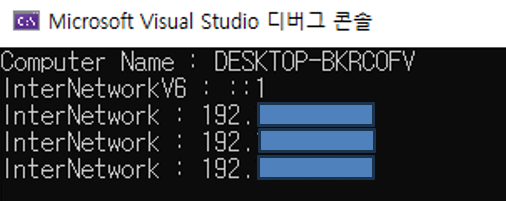 Microsoft Visual Studio 디버그 콘솔
Computer Name : DESKTOP-BKRCOFV
InterNetworkV6 : ::1
InterNetwork : 192.
InterNetwork : 192.
InterNetwork : 192.